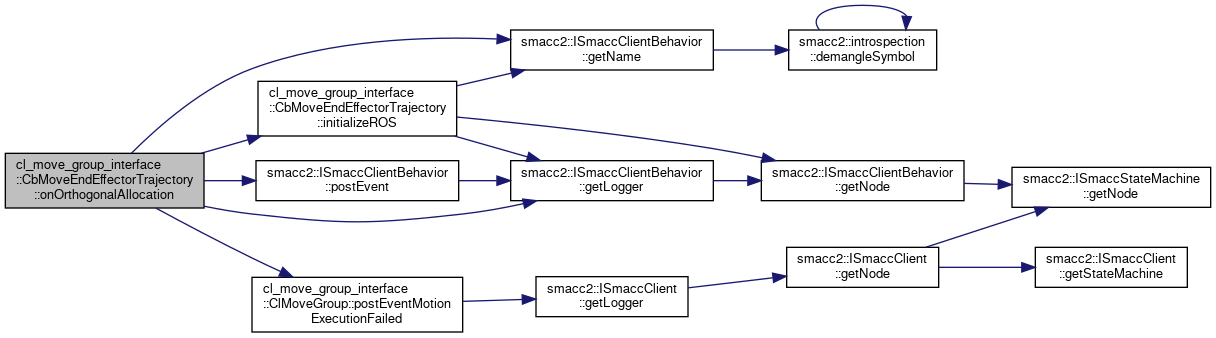 smacc2::ISmaccClientBehavior
::getName
smacc2::introspection
::demangleSymbol
cl_move_group_interface
::CbMoveEndEffectorTrajectory
::initializeROS
cl_move_group_interface
::CbMoveEndEffectorTrajectory
::onOrthogonalAllocation
smacc2::ISmaccClientBehavior
::postEvent
smacc2::ISmaccClientBehavior
::getLogger
smacc2::ISmaccClientBehavior
::getNode
smacc2::ISmaccStateMachine
::getNode
cl_move_group_interface
::ClMoveGroup::postEventMotion
ExecutionFailed
smacc2::ISmaccClient
::getLogger
smacc2::ISmaccClient
::getNode
smacc2::ISmaccClient
::getStateMachine